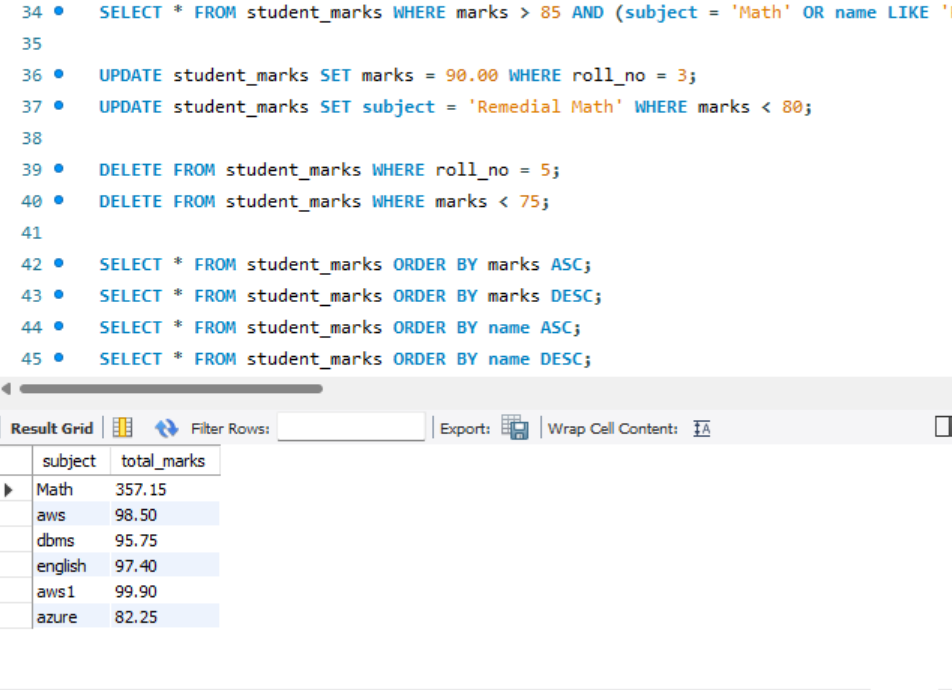 34 SELECT * FROM student_marks WHERE marks > 85 AND (subject = 'Math' OR name LIKE '
35
36 UPDATE student_marks SET marks = 90.00 WHERE roll_no = 3;
37 UPDATE student_marks SET subject = 'Remedial Math' WHERE marks < 80;
38
39 DELETE FROM student_marks WHERE roll_no = 5;
40 DELETE FROM student_marks WHERE marks < 75;
41
42 SELECT * FROM student_marks ORDER BY marks ASC;
43 SELECT * FROM student_marks ORDER BY marks DESC;
44 SELECT * FROM student_marks ORDER BY name ASC;
45 SELECT * FROM student_marks ORDER BY name DESC;
Result Grid Filter Rows: Export: Wrap Cell Content: IA
subject total_marks
Math 357.15
aws 98.50
dbms 95.75
english 97.40
aws1 99.90
azure 82.25